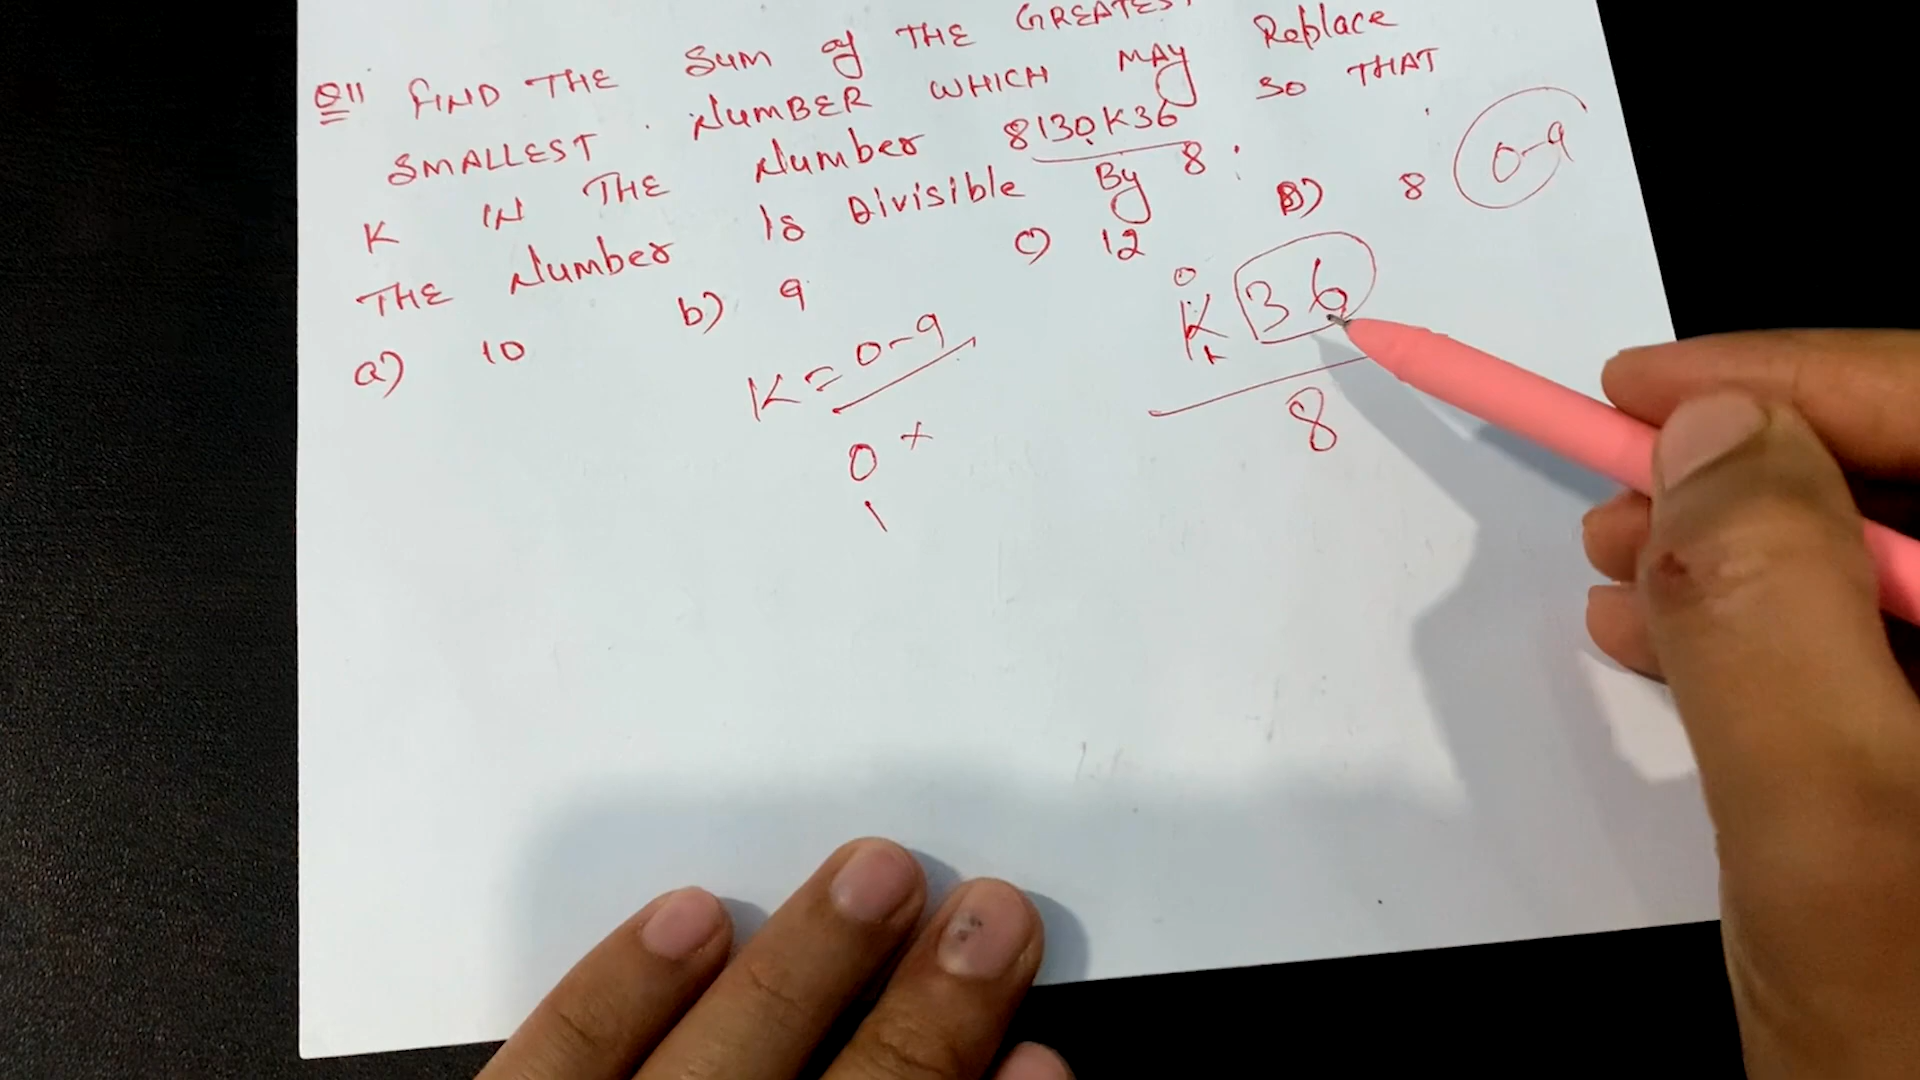 Q11 FIND THE SUM of THE GREATEST
SMALLEST NUMBER WHICH MAY Replace
K IN THE Number 8130K36 SO THAT
THE Number Is Divisible By 8:
a) 10 b) 9 c) 12 D) 8
0-9
K = 0-9
0 ×
1
0
K 36
K
8